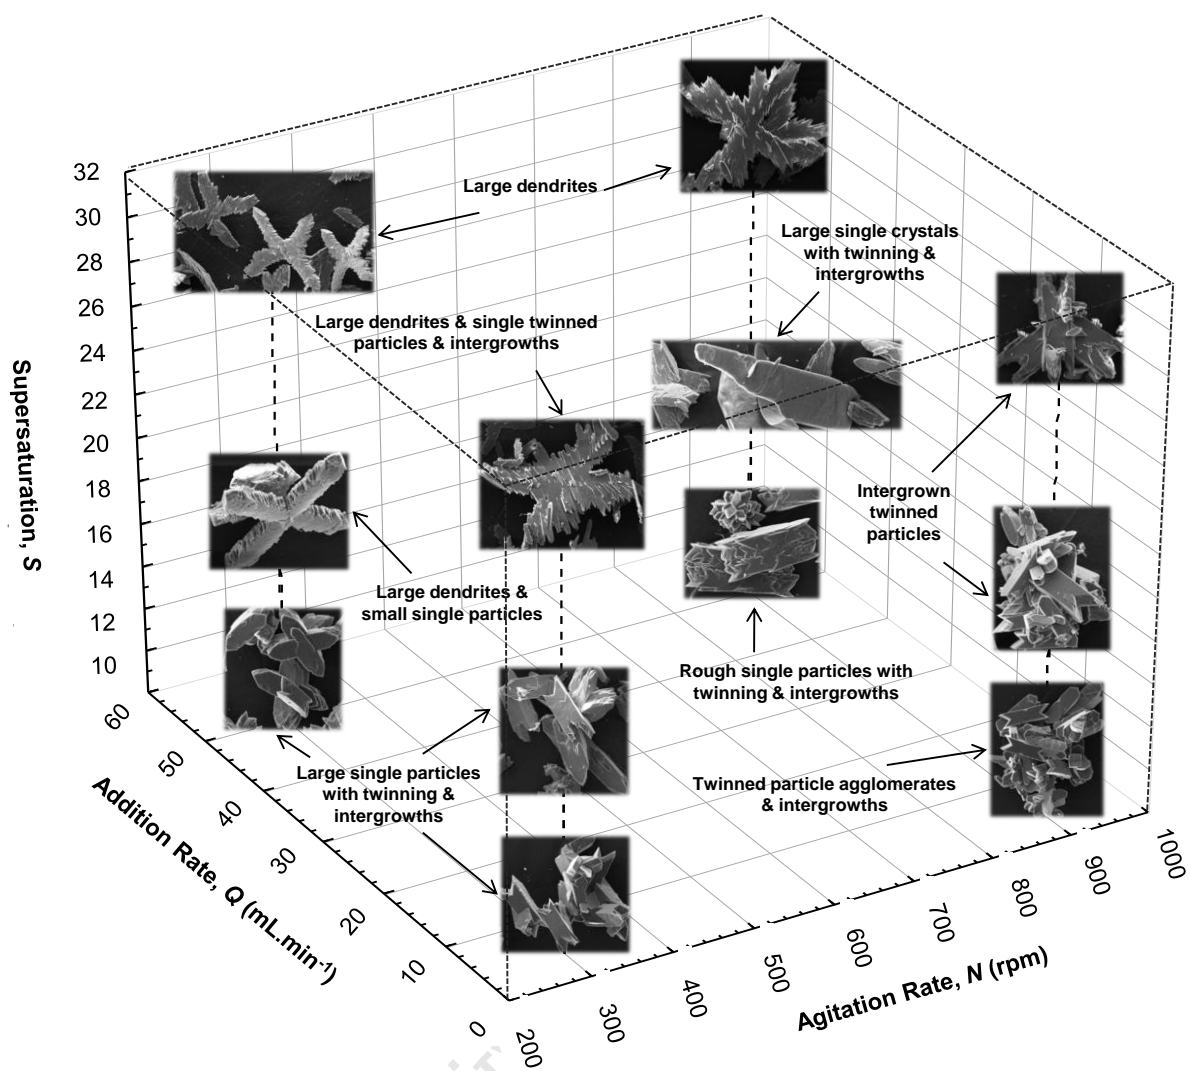 32
30
28
26
24
22
20
18
16
14
12
10
Supersaturation, S
Large dendrites
Large single crystals
with twinning &
intergrowths
Large dendrites & single twinned
particles & intergrowths
Intergrown
twinned
particles
Large dendrites &
small single particles
Rough single particles with
twinning & intergrowths
Large single particles
with twinning &
intergrowths
Twinned particle agglomerates
& intergrowths
60
50
40
30
20
10
0
Addition Rate, Q (mL.min-1)
200
300
400
500
600
700
800
900
1000
Agitation Rate, N (rpm)